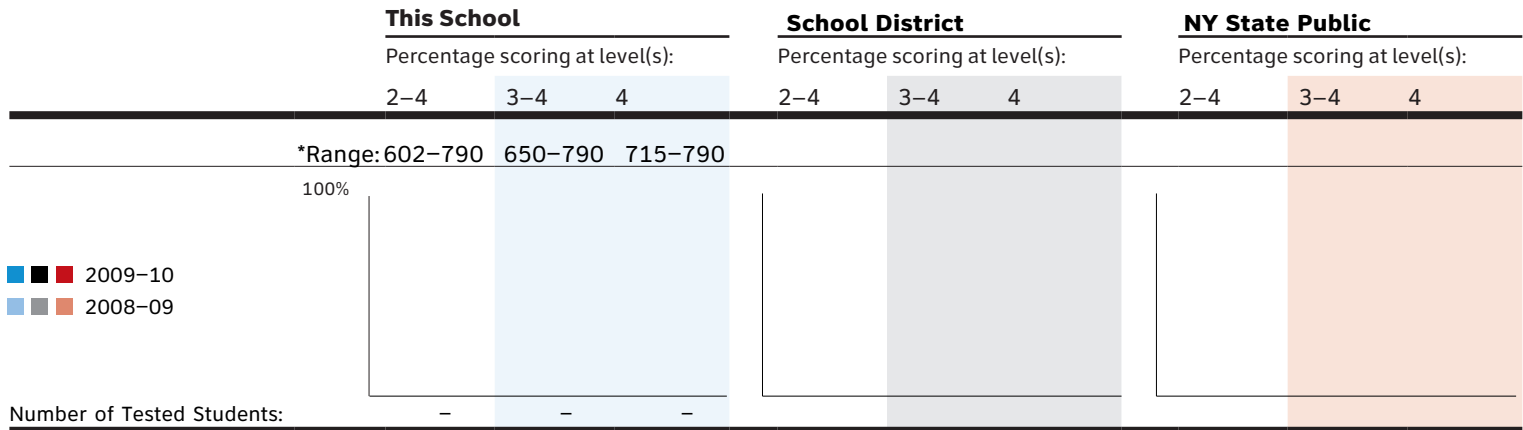 This School School District NY State Public
Percentage scoring at level(s): Percentage scoring at level(s): Percentage scoring at level(s):
2–4 3–4 4 2–4 3–4 4 2–4 3–4 4
*Range: 602–790 650–790 715–790
100%
2009–10
2008–09
Number of Tested Students: – – –